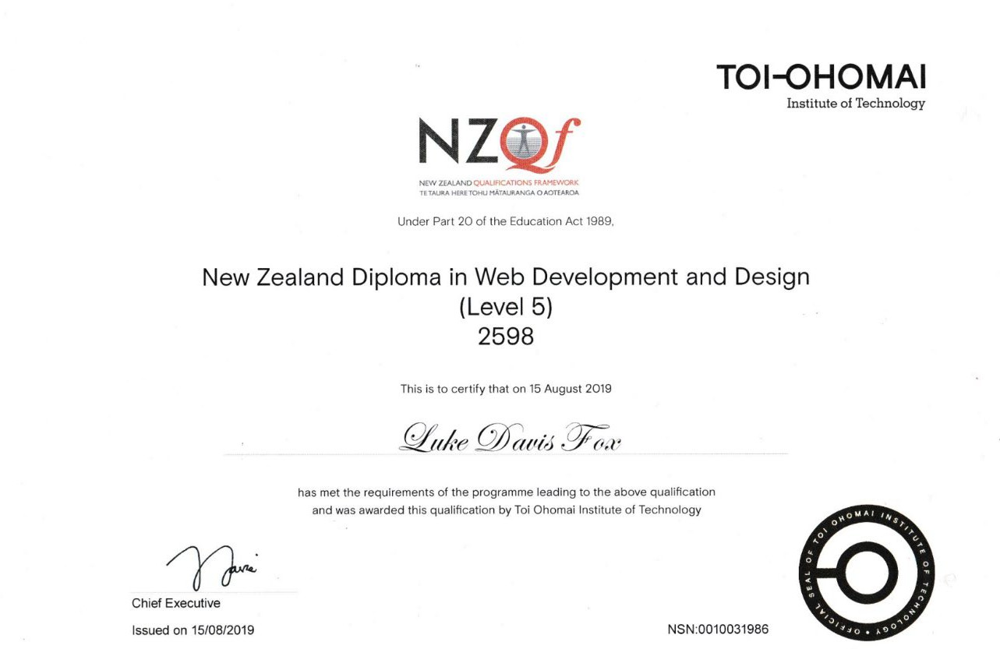 TOI-OHOMAI
Institute of Technology
NZQf
NEW ZEALAND QUALIFICATIONS FRAMEWORK
TE TAURA HERE TOHU MĀTAURANGA O AOTEAROA
Under Part 20 of the Education Act 1989,
New Zealand Diploma in Web Development and Design
(Level 5)
2598
This is to certify that on 15 August 2019
Luke Davis Fox
has met the requirements of the programme leading to the above qualification
and was awarded this qualification by Toi Ohomai Institute of Technology
Chief Executive
Issued on 15/08/2019
NSN:0010031986
OFFICIAL SEAL OF TOI OHOMAI INSTITUTE OF TECHNOLOGY